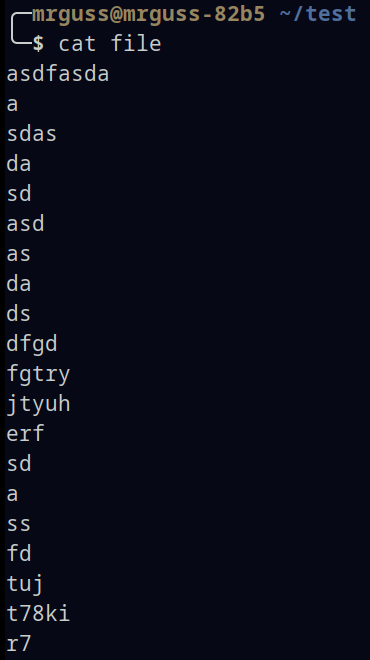 mrguss@mrguss-82b5 ~/test
$ cat file
asdfasda
a
sdas
da
sd
asd
as
da
ds
dfgd
fgtry
jtyuh
erf
sd
a
ss
fd
tuj
t78ki
r7